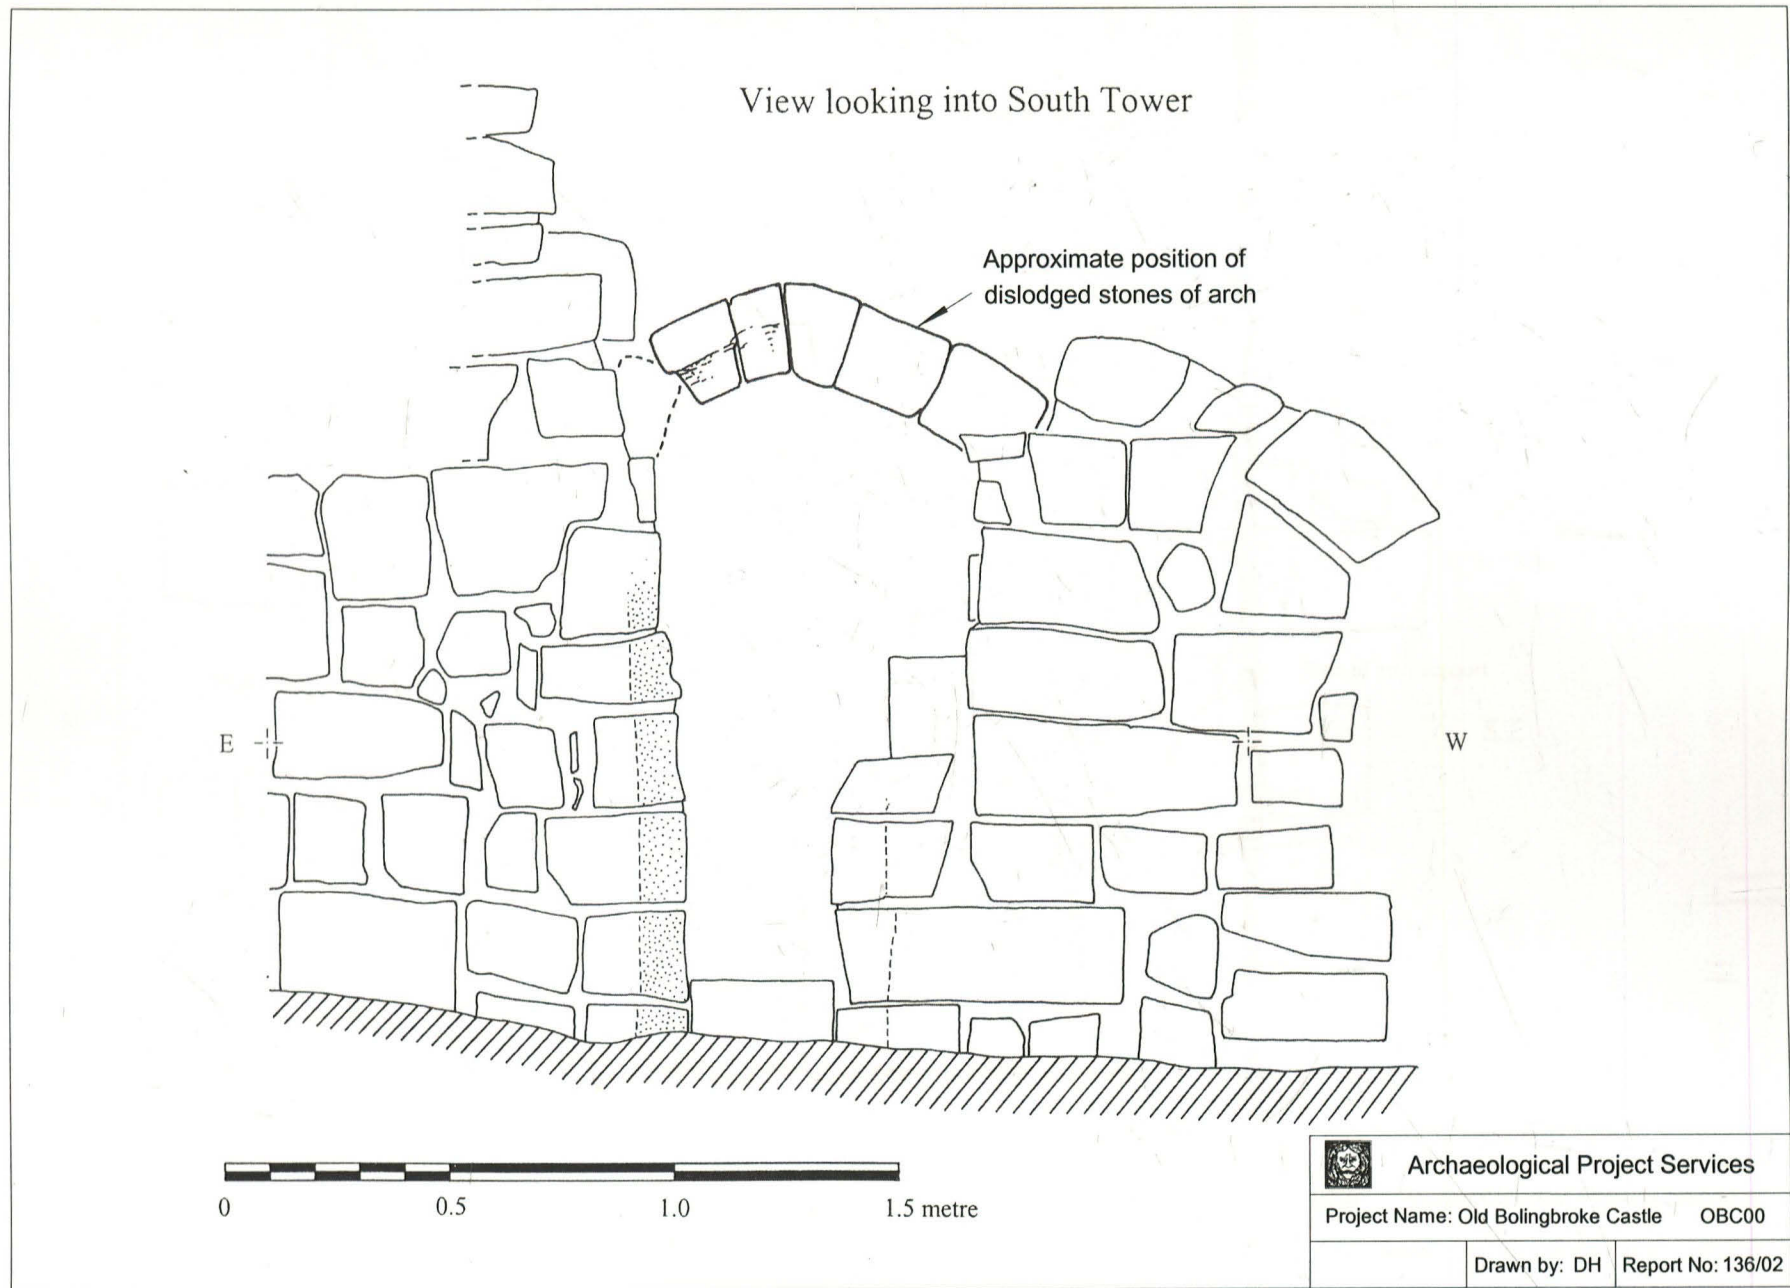 View looking into South Tower
Approximate position of
dislodged stones of arch
E
W
0 0.5 1.0 1.5 metre
Archaeological Project Services
Project Name: Old Bolingbroke Castle OBC00
Drawn by: DH Report No: 136/02